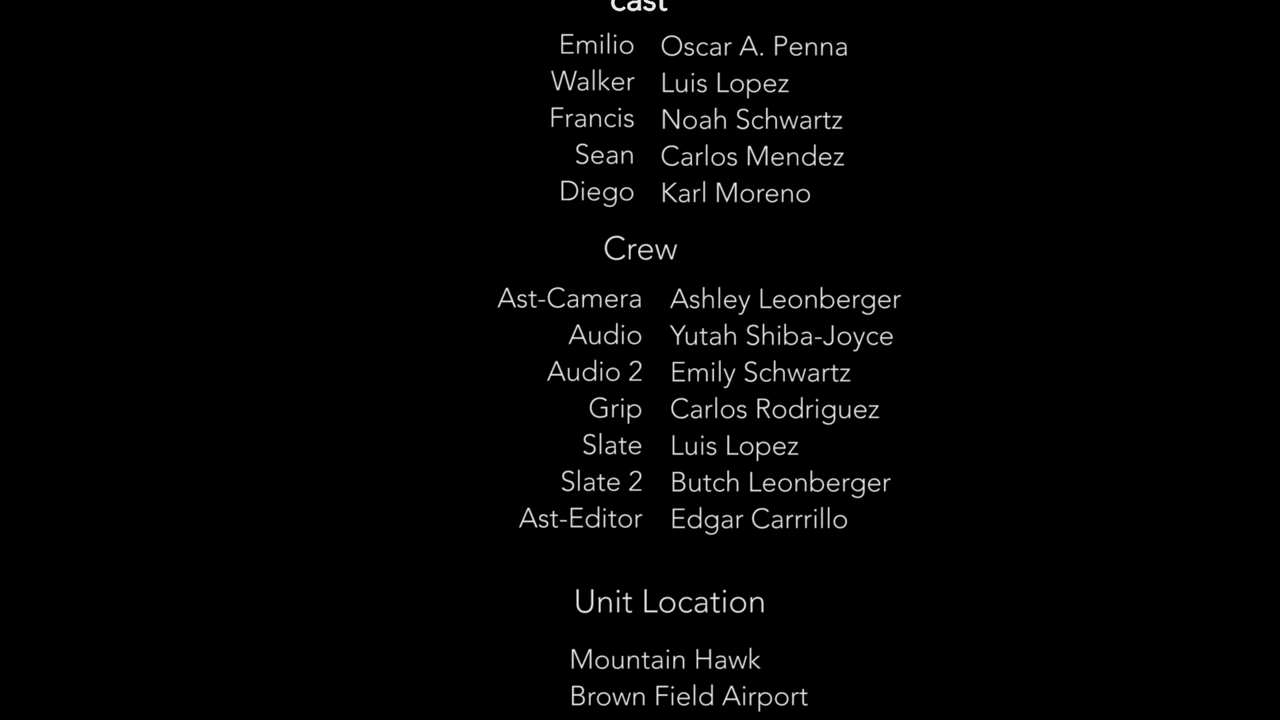 cast
Emilio Oscar A. Penna
Walker Luis Lopez
Francis Noah Schwartz
Sean Carlos Mendez
Diego Karl Moreno
Crew
Ast-Camera Ashley Leonberger
Audio Yutah Shiba-Joyce
Audio 2 Emily Schwartz
Grip Carlos Rodriguez
Slate Luis Lopez
Slate 2 Butch Leonberger
Ast-Editor Edgar Carrrillo
Unit Location
Mountain Hawk
Brown Field Airport